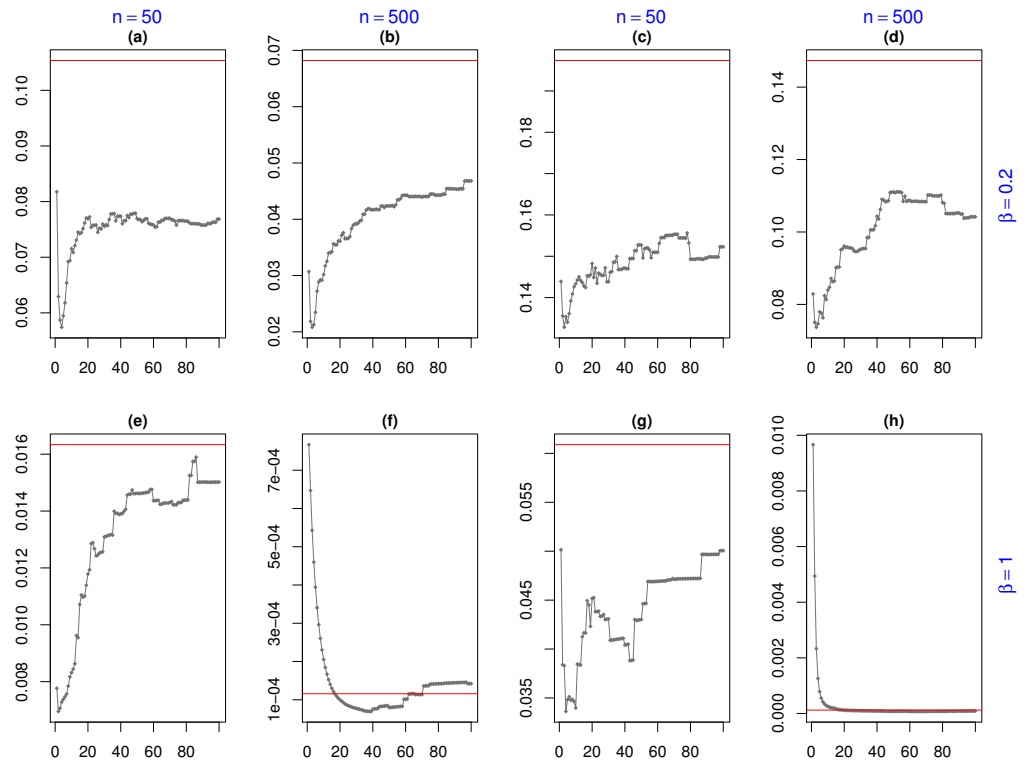 n = 50
n = 500
n = 50
n = 500
(a)
(b)
(c)
(d)
0.06 0.07 0.08 0.09 0.10
0.02 0.03 0.04 0.05 0.06 0.07
0.14 0.16 0.18
0.08 0.10 0.12 0.14
β = 0.2
0 20 40 60 80
0 20 40 60 80
0 20 40 60 80
0 20 40 60 80
(e)
(f)
(g)
(h)
0.008 0.010 0.012 0.014 0.016
1e−04 3e−04 5e−04 7e−04
0.035 0.045 0.055
0.000 0.002 0.004 0.006 0.008 0.010
β = 1
0 20 40 60 80
0 20 40 60 80
0 20 40 60 80
0 20 40 60 80